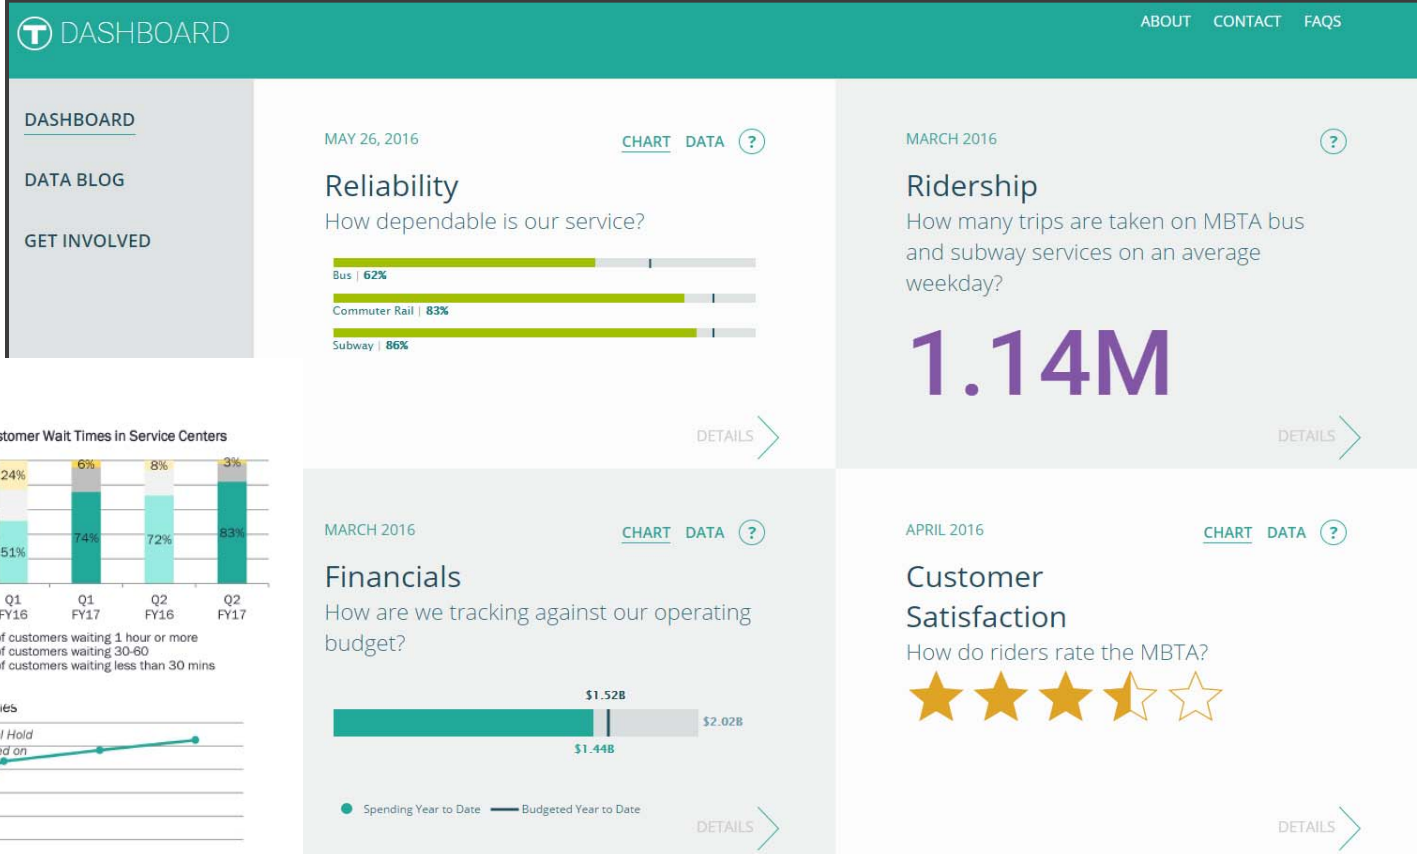 T DASHBOARD
ABOUT CONTACT FAQS
DASHBOARD
DATA BLOG
GET INVOLVED
MAY 26, 2016
CHART DATA ?
Reliability
How dependable is our service?
Bus | 62%
Commuter Rail | 83%
Subway | 86%
DETAILS
MARCH 2016
?
Ridership
How many trips are taken on MBTA bus
and subway services on an average
weekday?
1.14M
DETAILS
Wait Times in Service Centers
24% 6% 8% 3%
51% 74% 72% 83%
Q1 Q1 Q2 Q2
FY16 FY17 FY16 FY17
of customers waiting 1 hour or more
of customers waiting 30-60
of customers waiting less than 30 mins
Hold
on
MARCH 2016
CHART DATA ?
Financials
How are we tracking against our operating
budget?
$1.52B
$2.02B
$1.44B
Spending Year to Date Budgeted Year to Date
DETAILS
APRIL 2016
CHART DATA ?
Customer
Satisfaction
How do riders rate the MBTA?
DETAILS